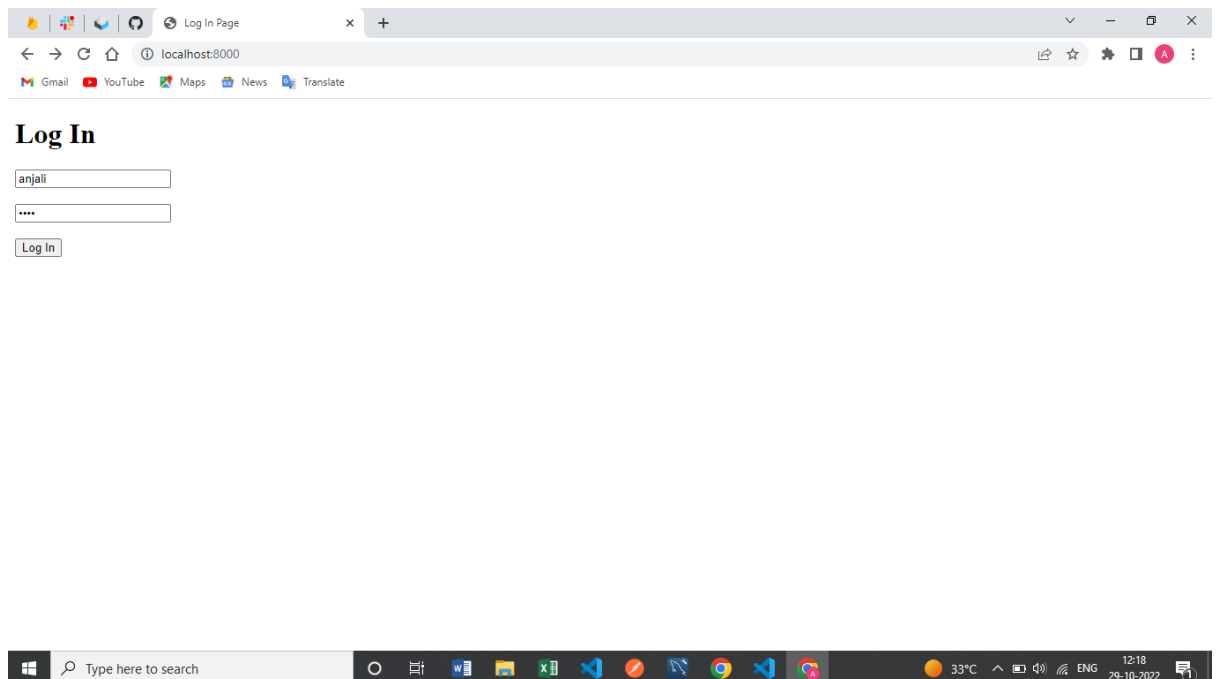 Log In Page
localhost:8000
A
Gmail YouTube Maps News Translate
Log In
anjali
••••
Log In
Type here to search
33°C ENG 12:18
29-10-2022
1